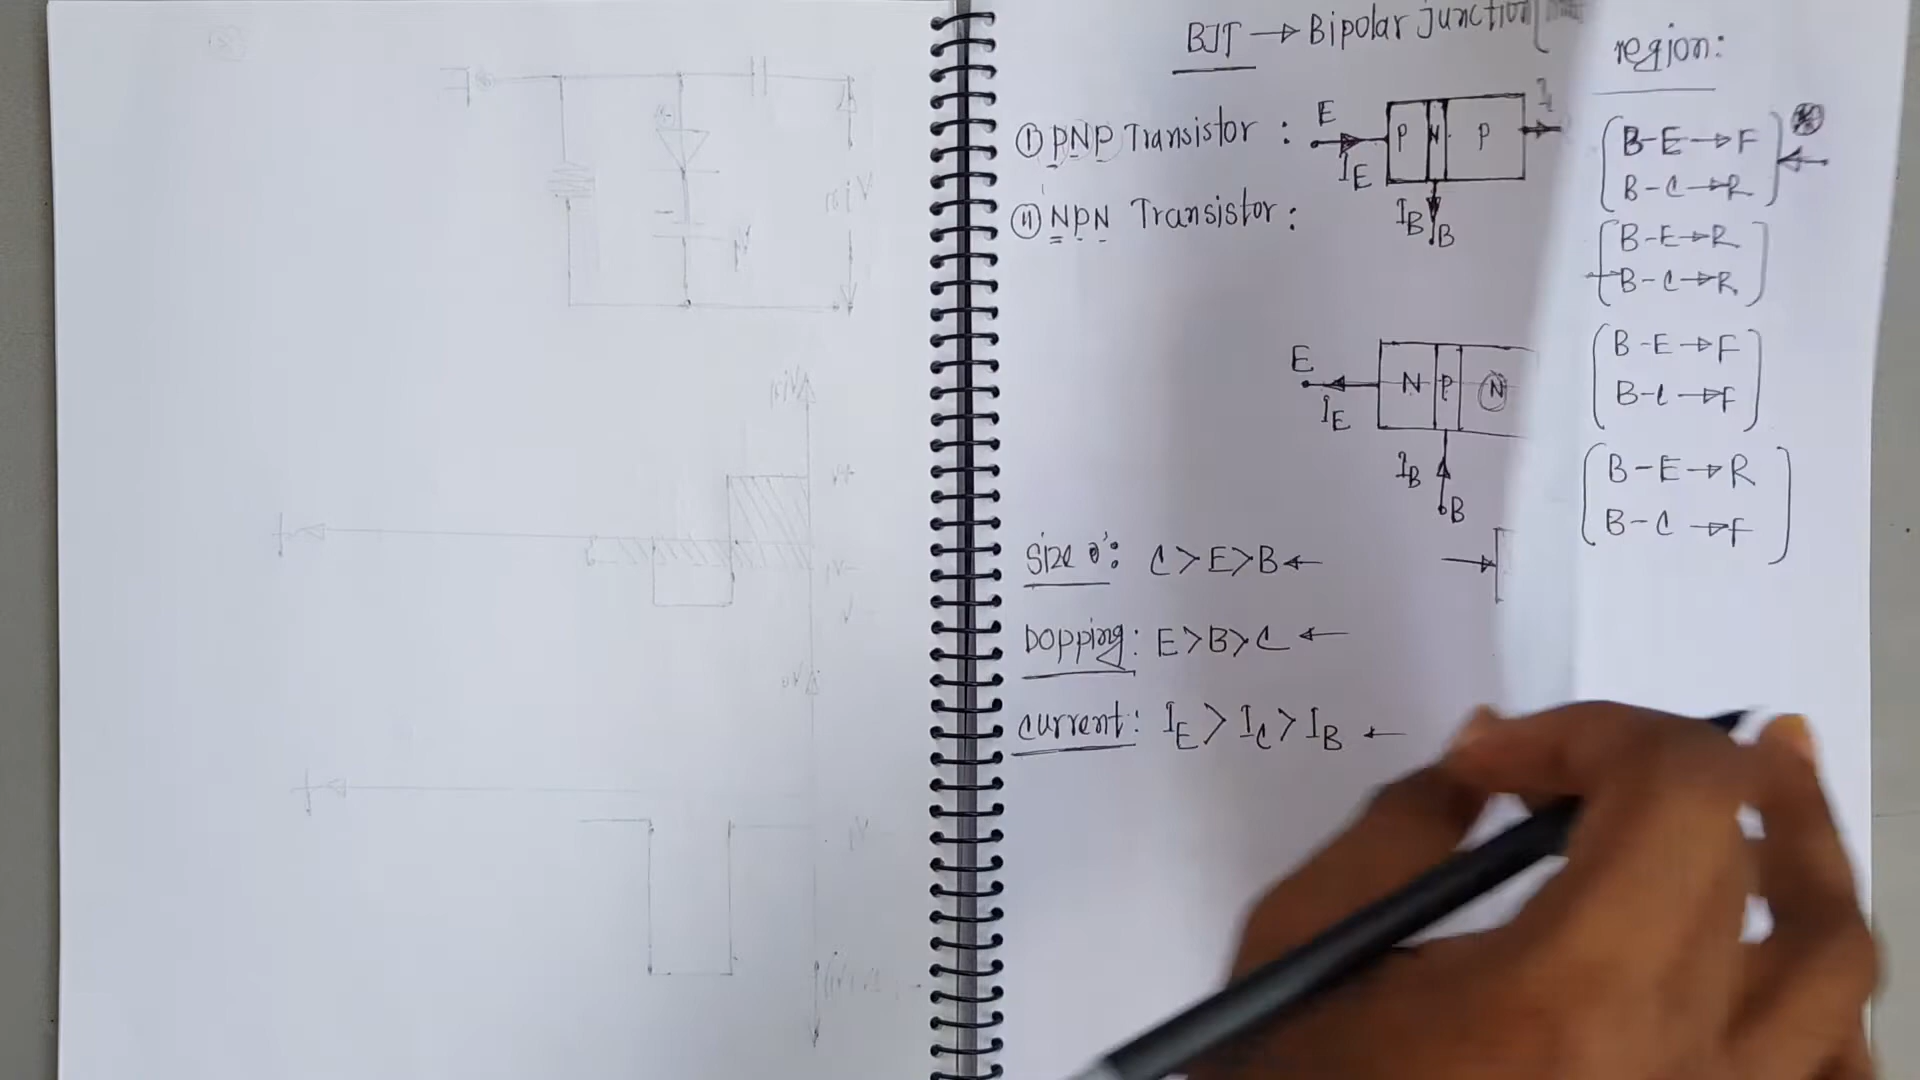 BJT → Bipolar junction
① PNP Transistor :
E
I_E
P N P
I_B
B
② NPN Transistor :
E
I_E
N P N
I_B
B
Size : C > E > B ←
Dopping : E > B > C ←
Current : I_E > I_C > I_B ←
region:
B-E → F
B-C → R
B-E → R
B-C → R
B-E → F
B-C → F
B-E → R
B-C → F